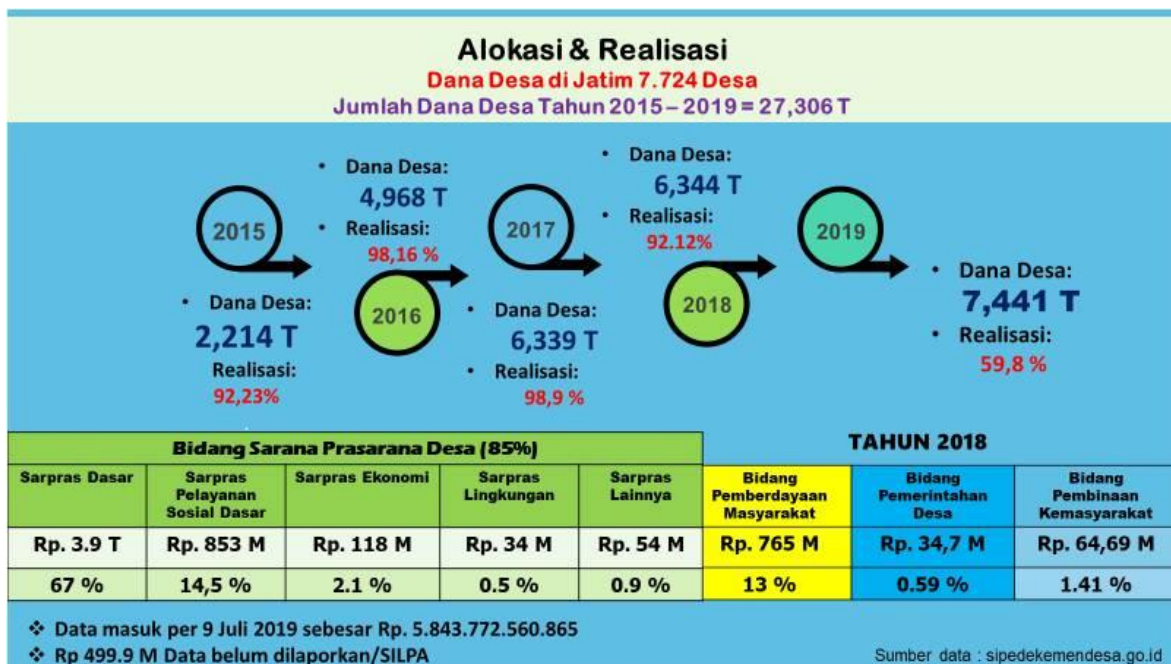 Alokasi & Realisasi
Dana Desa di Jatim 7.724 Desa
Jumlah Dana Desa Tahun 2015 – 2019 = 27,306 T
2015
• Dana Desa:
2,214 T
Realisasi:
92,23%
• Dana Desa:
4,968 T
• Realisasi:
98,16 %
2016
2017
• Dana Desa:
6,339 T
• Realisasi:
98,9 %
• Dana Desa:
6,344 T
• Realisasi:
92.12%
2018
2019
• Dana Desa:
7,441 T
• Realisasi:
59,8 %
Bidang Sarana Prasarana Desa (85%)
TAHUN 2018
Sarpras Dasar
Sarpras
Pelayanan
Sosial Dasar
Sarpras Ekonomi
Sarpras
Lingkungan
Sarpras
Lainnya
Bidang
Pemberdayaan
Masyarakat
Bidang
Pemerintahan
Desa
Bidang
Pembinaan
Kemasyarakat
Rp. 3.9 T
Rp. 853 M
Rp. 118 M
Rp. 34 M
Rp. 54 M
Rp. 765 M
Rp. 34,7 M
Rp. 64,69 M
67 %
14,5 %
2.1 %
0.5 %
0.9 %
13 %
0.59 %
1.41 %
❖ Data masuk per 9 Juli 2019 sebesar Rp. 5.843.772.560.865
❖ Rp 499.9 M Data belum dilaporkan/SILPA
Sumber data : sipedekemendesa.go.id